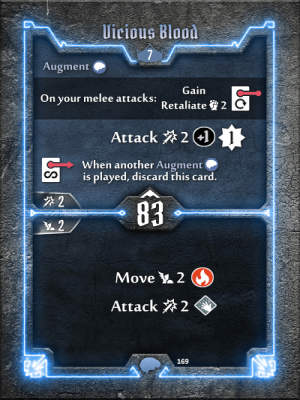 Vicious Blood
7
Augment
On your melee attacks: Gain
Retaliate 2
Attack 2 +1 1
When another Augment
is played, discard this card.
2
83
2
Move 2
Attack 2
169